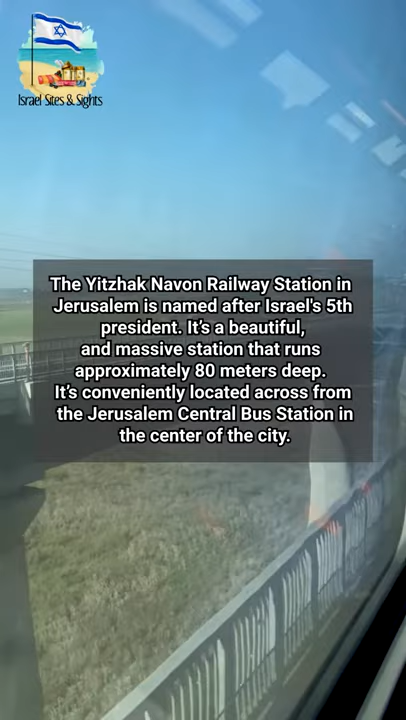 Israel Sites & Sights
The Yitzhak Navon Railway Station in
Jerusalem is named after Israel's 5th
president. It's a beautiful,
and massive station that runs
approximately 80 meters deep.
It's conveniently located across from
the Jerusalem Central Bus Station in
the center of the city.